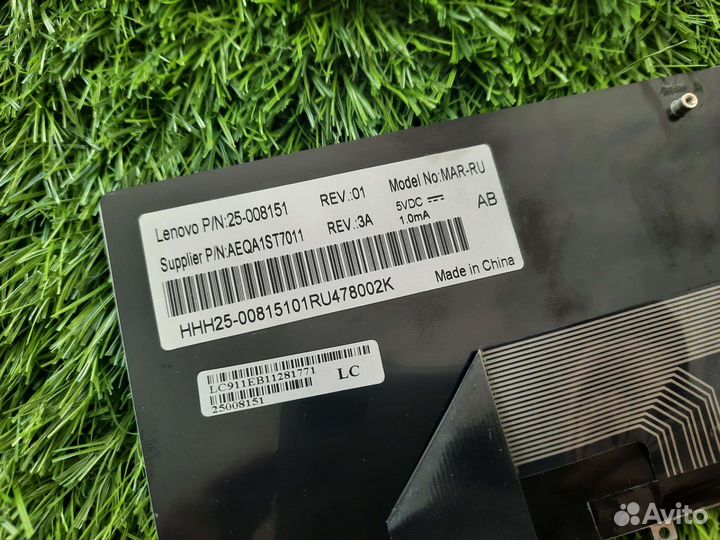 Lenovo P/N:25-008151 REV.:01 Model No:MAR-RU
Supplier P/N:AEQA1ST7011 REV.:3A 5VDC ⎓ 1.0mA AB
HHH25-00815101RU478002K Made in China
LC911EB11281771 LC
25008151
Avito